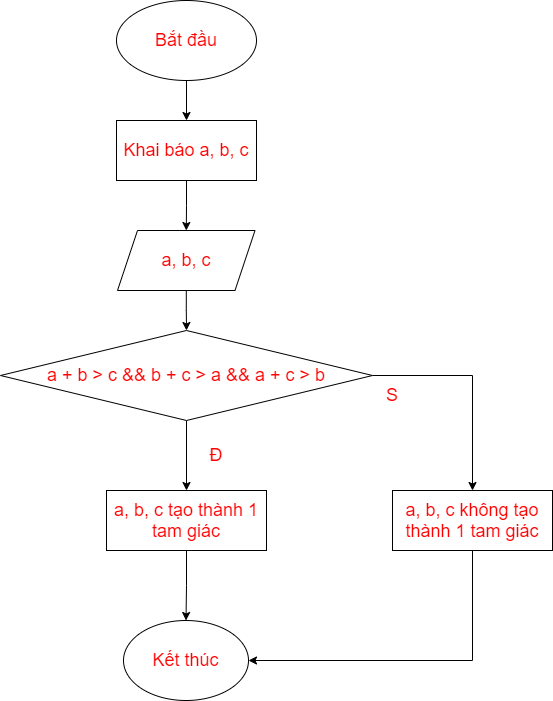 Bắt đầu
Khai báo a, b, c
a, b, c
a + b > c && b + c > a && a + c > b
S
Đ
a, b, c tạo thành 1
tam giác
a, b, c không tạo
thành 1 tam giác
Kết thúc